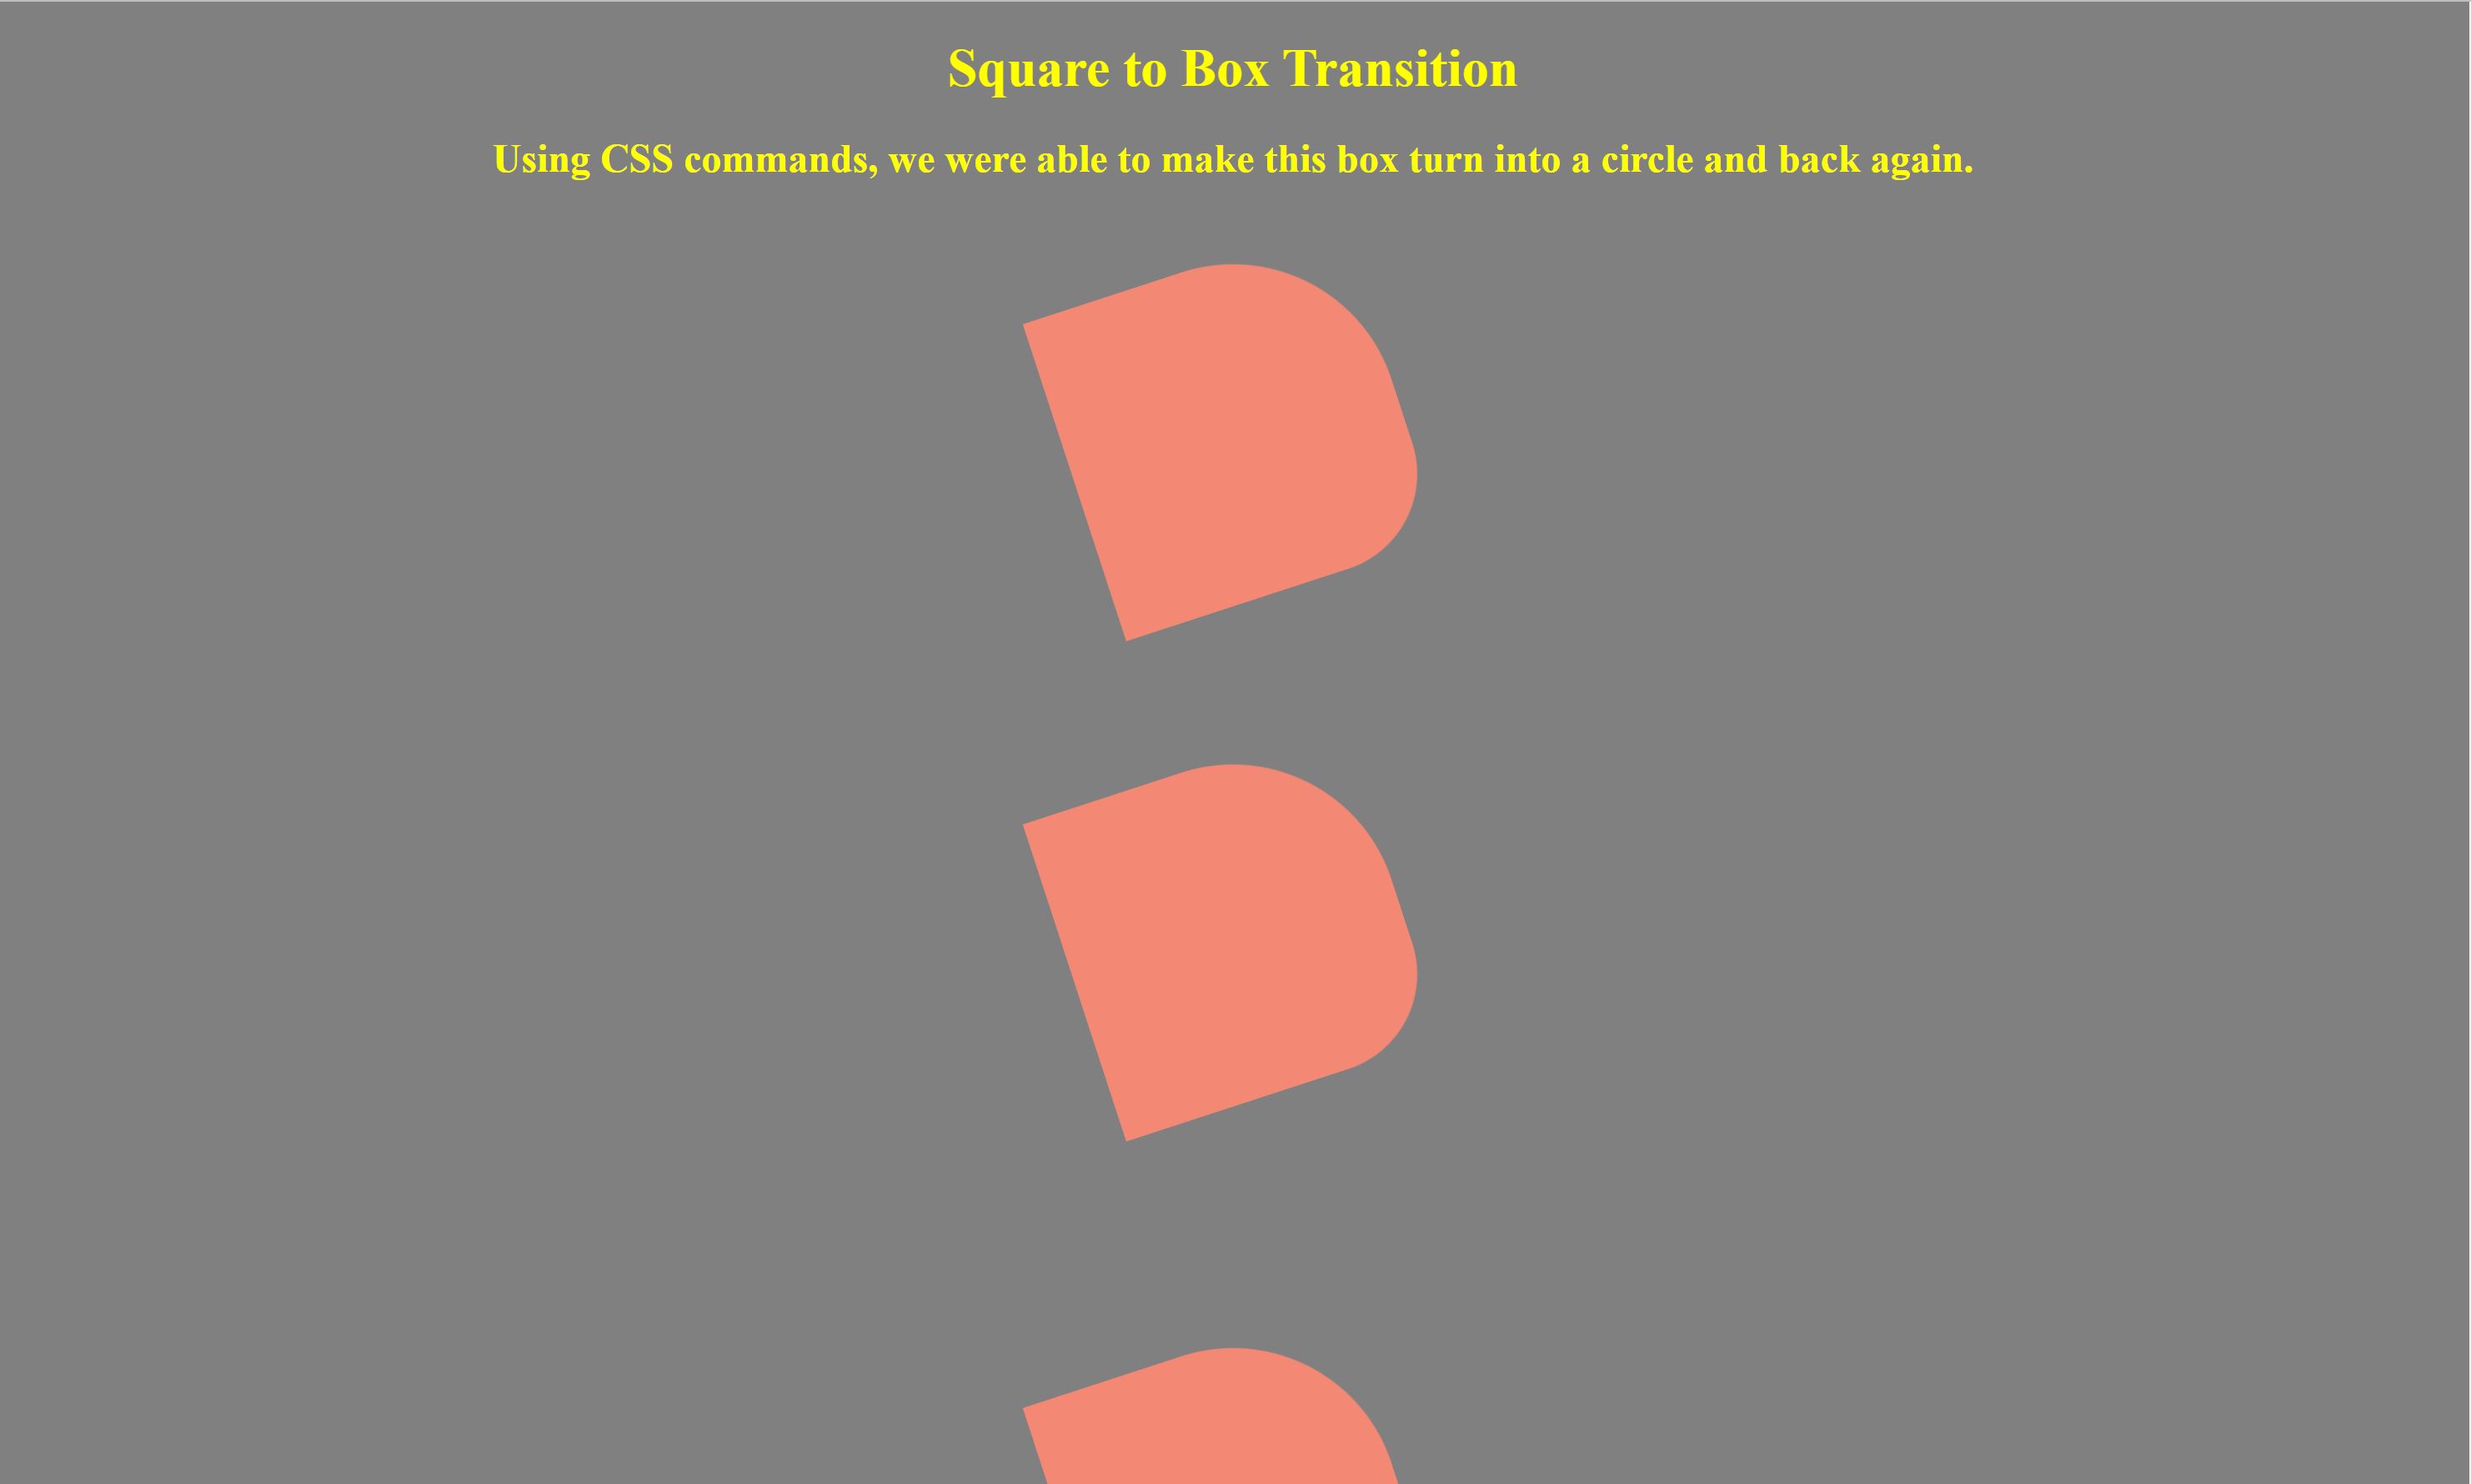 Square to Box Transition
Using CSS commands, we were able to make this box turn into a circle and back again.